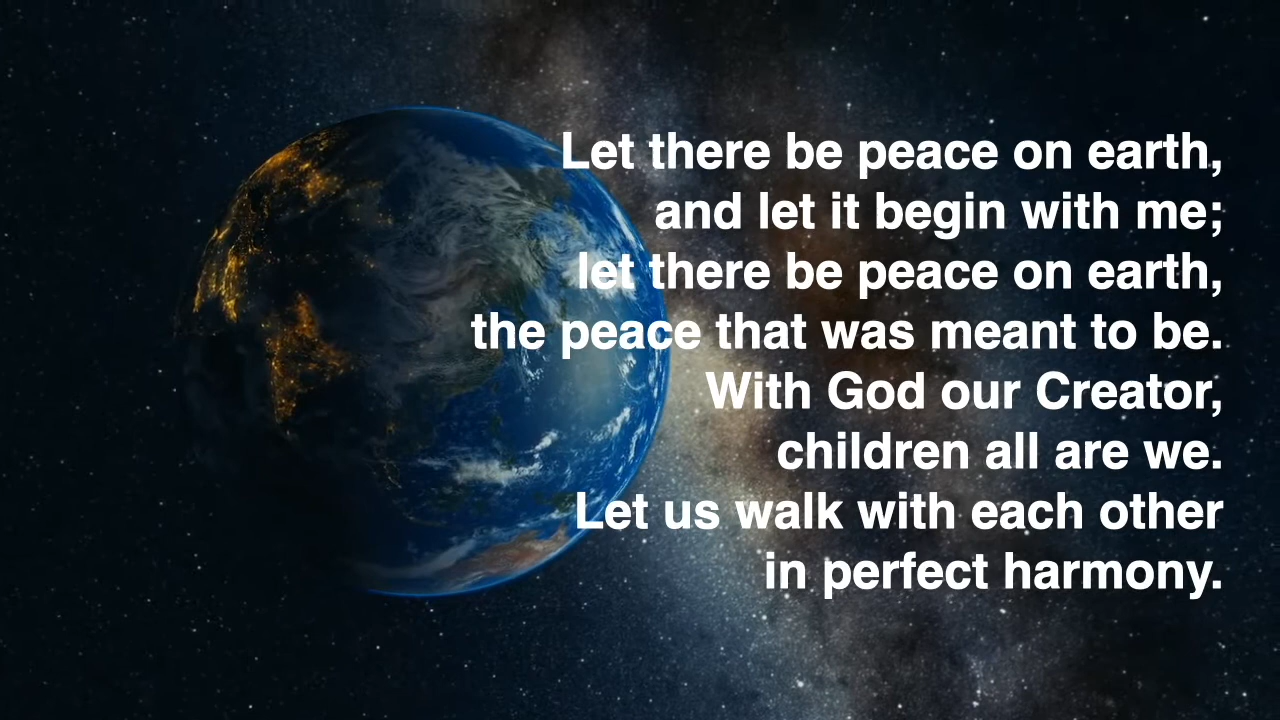 Let there be peace on earth,
and let it begin with me;
let there be peace on earth,
the peace that was meant to be.
With God our Creator,
children all are we.
Let us walk with each other
in perfect harmony.